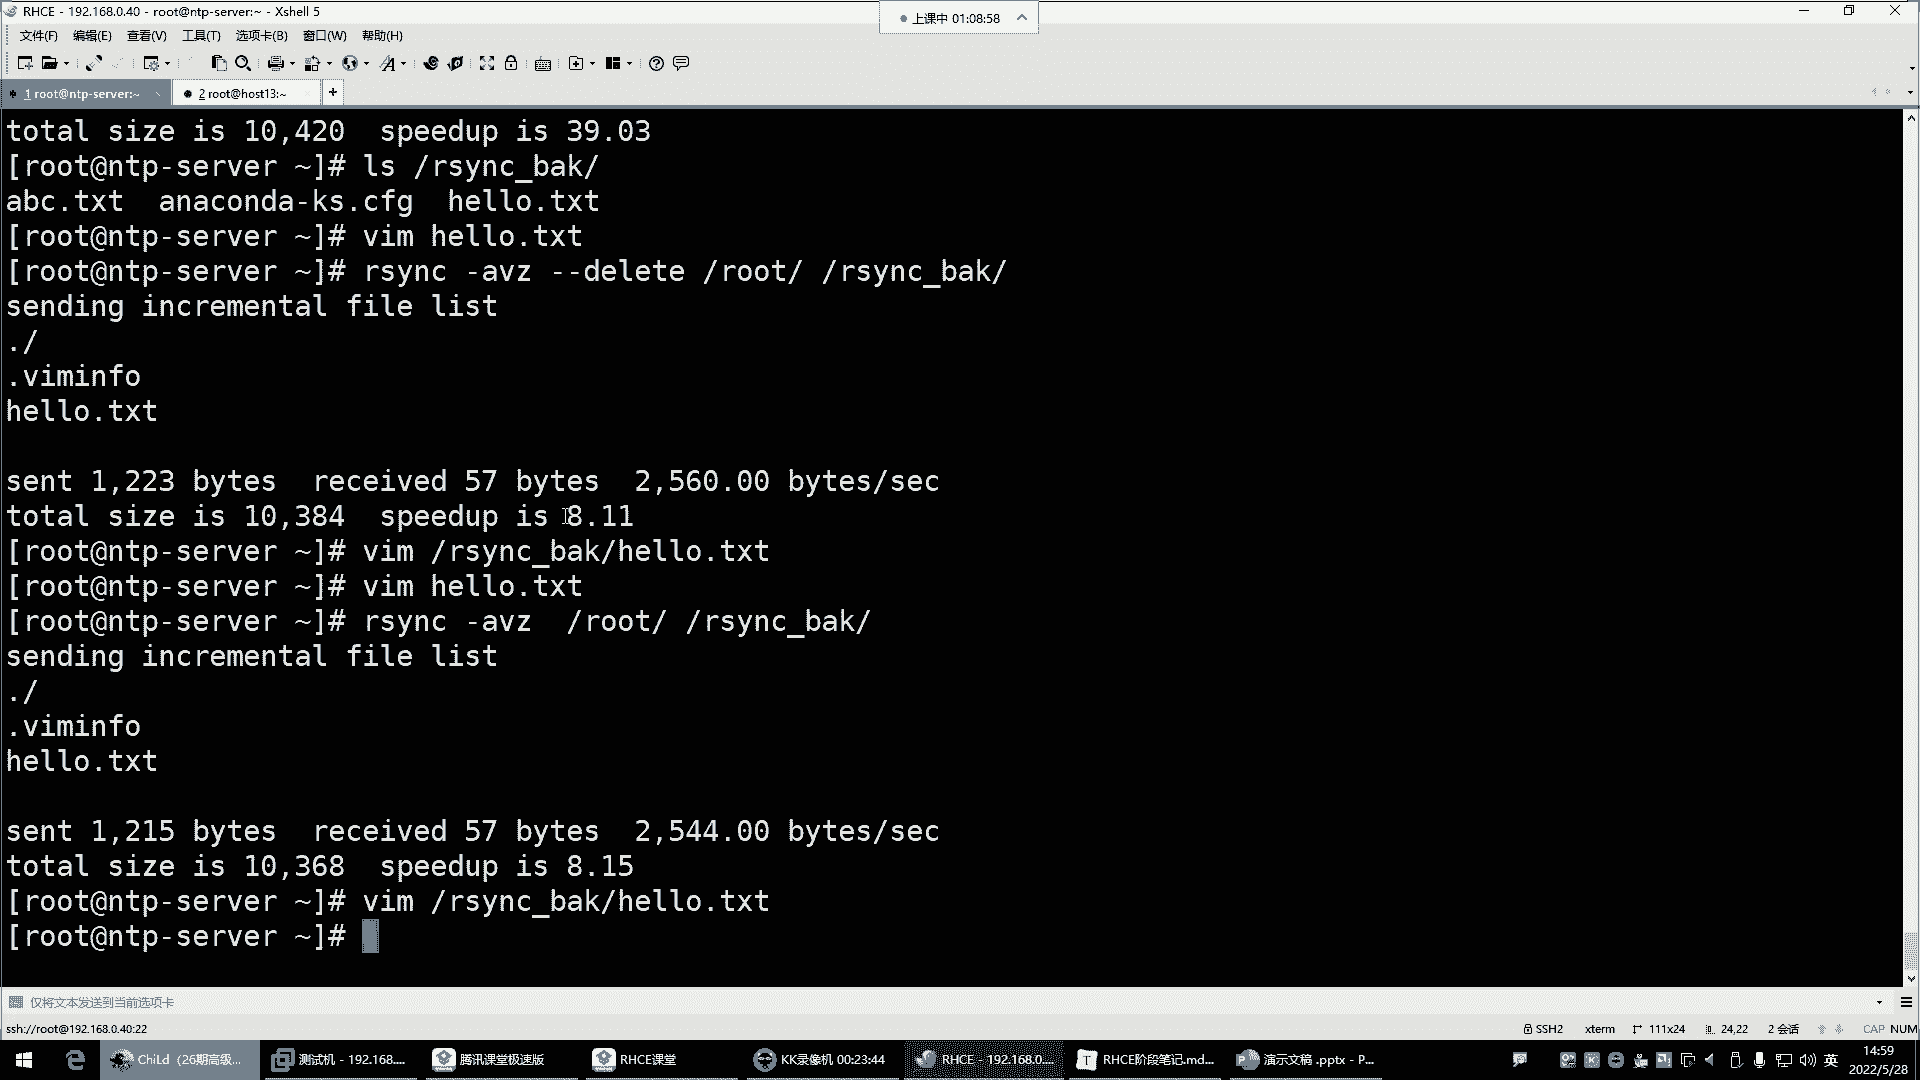 RHCE - 192.168.0.40 - root@ntp-server:~ - Xshell 5
上课中 01:08:58
文件(F) 编辑(E) 查看(V) 工具(T) 选项卡(B) 窗口(W) 帮助(H)
1 root@ntp-server:~ 2 root@host13:~ +
total size is 10,420  speedup is 39.03
[root@ntp-server ~]# ls /rsync_bak/
abc.txt  anaconda-ks.cfg  hello.txt
[root@ntp-server ~]# vim hello.txt
[root@ntp-server ~]# rsync -avz --delete /root/ /rsync_bak/
sending incremental file list
./
.viminfo
hello.txt
sent 1,223 bytes  received 57 bytes  2,560.00 bytes/sec
total size is 10,384  speedup is 8.11
[root@ntp-server ~]# vim /rsync_bak/hello.txt
[root@ntp-server ~]# vim hello.txt
[root@ntp-server ~]# rsync -avz  /root/ /rsync_bak/
sending incremental file list
./
.viminfo
hello.txt
sent 1,215 bytes  received 57 bytes  2,544.00 bytes/sec
total size is 10,368  speedup is 8.15
[root@ntp-server ~]# vim /rsync_bak/hello.txt
[root@ntp-server ~]#
仅将文本发送到当前选项卡
ssh://root@192.168.0.40:22 SSH2 xterm 111x24 24,22 2 会话 CAP NUM
ChiLd（26期高级... 测试机 - 192.168.... 腾讯课堂极速版 RHCE课堂 KK录像机 00:23:44 RHCE - 192.168.0.... RHCE阶段笔记.md... 演示文稿 .pptx - P... 英 14:59
2022/5/28